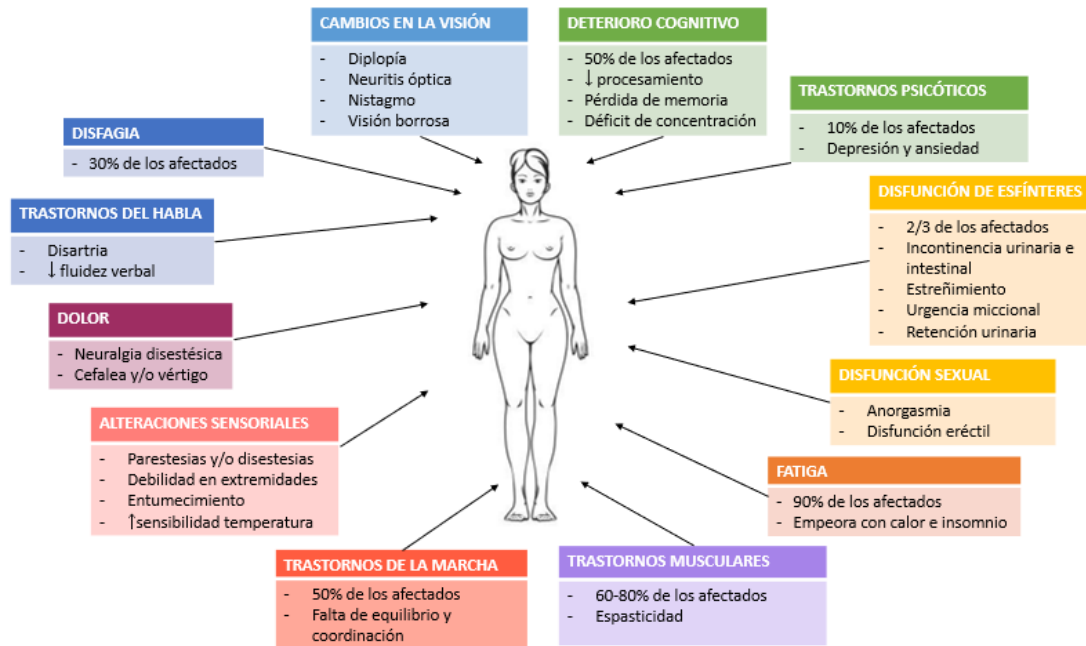 CAMBIOS EN LA VISIÓN
- Diplopía
- Neuritis óptica
- Nistagmo
- Visión borrosa
DETERIORO COGNITIVO
- 50% de los afectados
- ↓ procesamiento
- Pérdida de memoria
- Déficit de concentración
TRASTORNOS PSICÓTICOS
- 10% de los afectados
- Depresión y ansiedad
DISFAGIA
- 30% de los afectados
DISFUNCIÓN DE ESFÍNTERES
- 2/3 de los afectados
- Incontinencia urinaria e
intestinal
- Estreñimiento
- Urgencia miccional
- Retención urinaria
TRASTORNOS DEL HABLA
- Disartria
- ↓ fluidez verbal
DOLOR
- Neuralgia disestésica
- Cefalea y/o vértigo
DISFUNCIÓN SEXUAL
- Anorgasmia
- Disfunción eréctil
ALTERACIONES SENSORIALES
- Parestesias y/o disestesias
- Debilidad en extremidades
- Entumecimiento
- ↑sensibilidad temperatura
FATIGA
- 90% de los afectados
- Empeora con calor e insomnio
TRASTORNOS DE LA MARCHA
- 50% de los afectados
- Falta de equilibrio y
coordinación
TRASTORNOS MUSCULARES
- 60-80% de los afectados
- Espasticidad